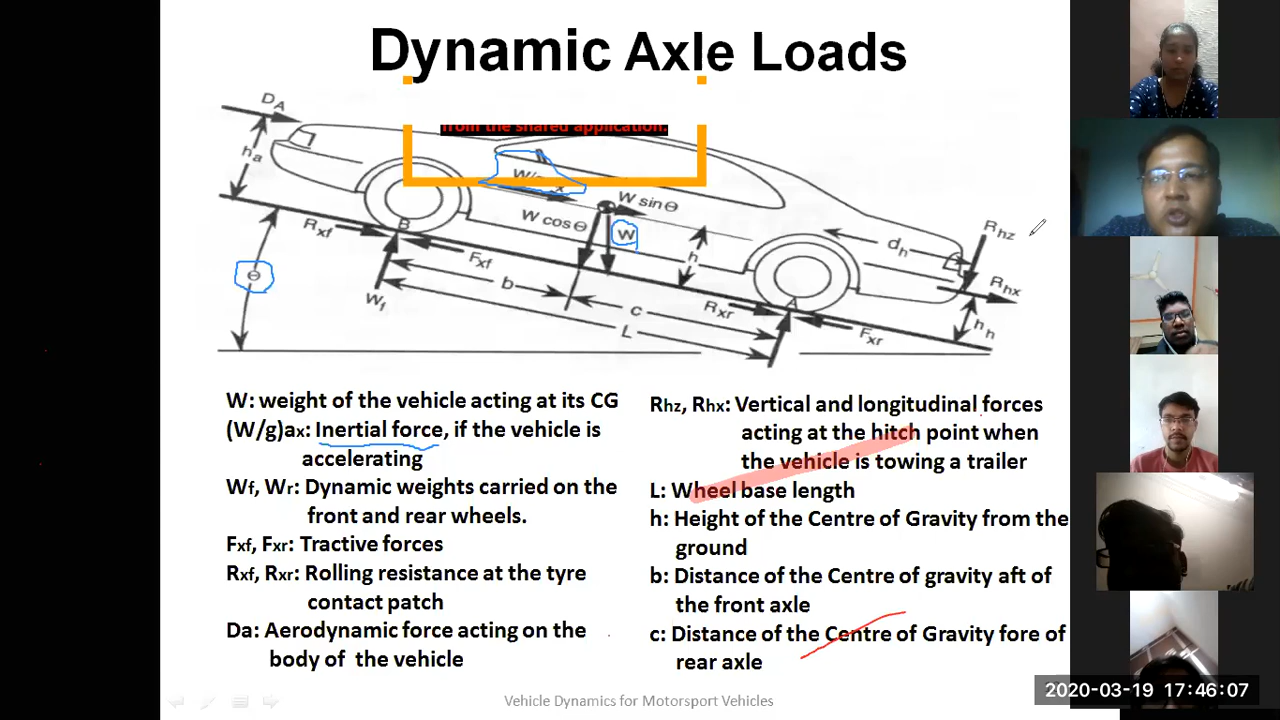 Dynamic Axle Loads
from the shared application.
DA
ha
W sinΘ
W cosΘ
W
Rxf
B
Fxf
Θ
Wf
b
c
L
h
Rxr
A
Fxr
dh
Rhz
Rhx
hh
W: weight of the vehicle acting at its CG
(W/g)ax: Inertial force, if the vehicle is
accelerating
Wf, Wr: Dynamic weights carried on the
front and rear wheels.
Fxf, Fxr: Tractive forces
Rxf, Rxr: Rolling resistance at the tyre
contact patch
Da: Aerodynamic force acting on the
body of the vehicle
Rhz, Rhx: Vertical and longitudinal forces
acting at the hitch point when
the vehicle is towing a trailer
L: Wheel base length
h: Height of the Centre of Gravity from the
ground
b: Distance of the Centre of gravity aft of
the front axle
c: Distance of the Centre of Gravity fore of
rear axle
Vehicle Dynamics for Motorsport Vehicles
2020-03-19 17:46:07